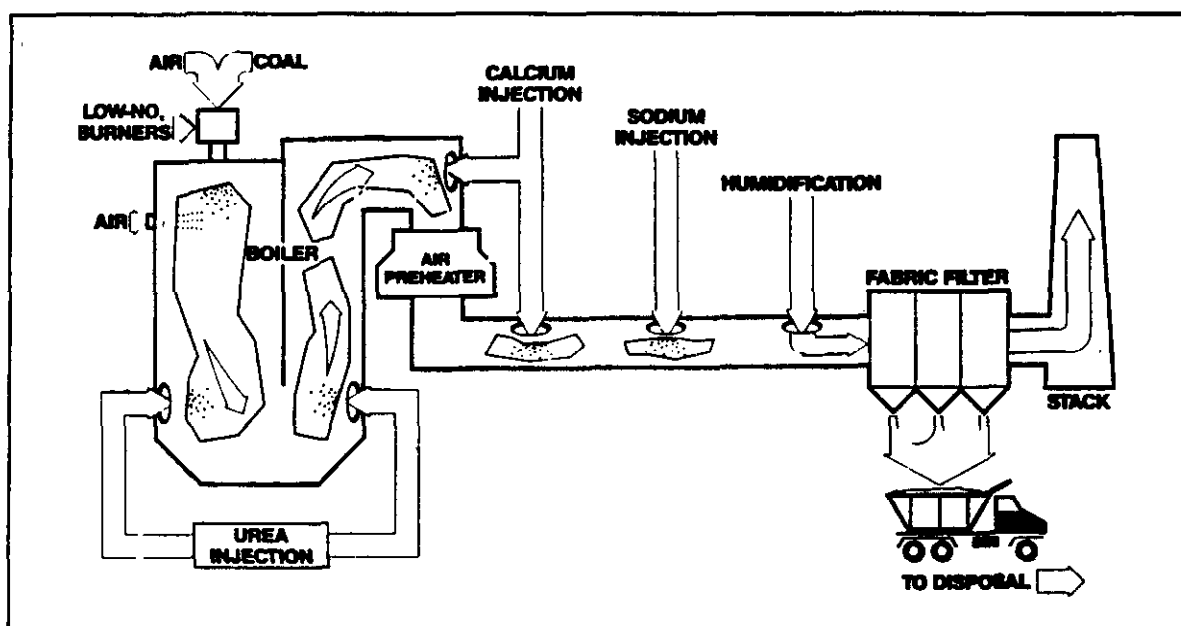 AIR COAL
LOW-NOx
BURNERS
AIR
BOILER
CALCIUM
INJECTION
SODIUM
INJECTION
HUMIDIFICATION
AIR
PREHEATER
FABRIC FILTER
STACK
UREA
INJECTION
TO DISPOSAL